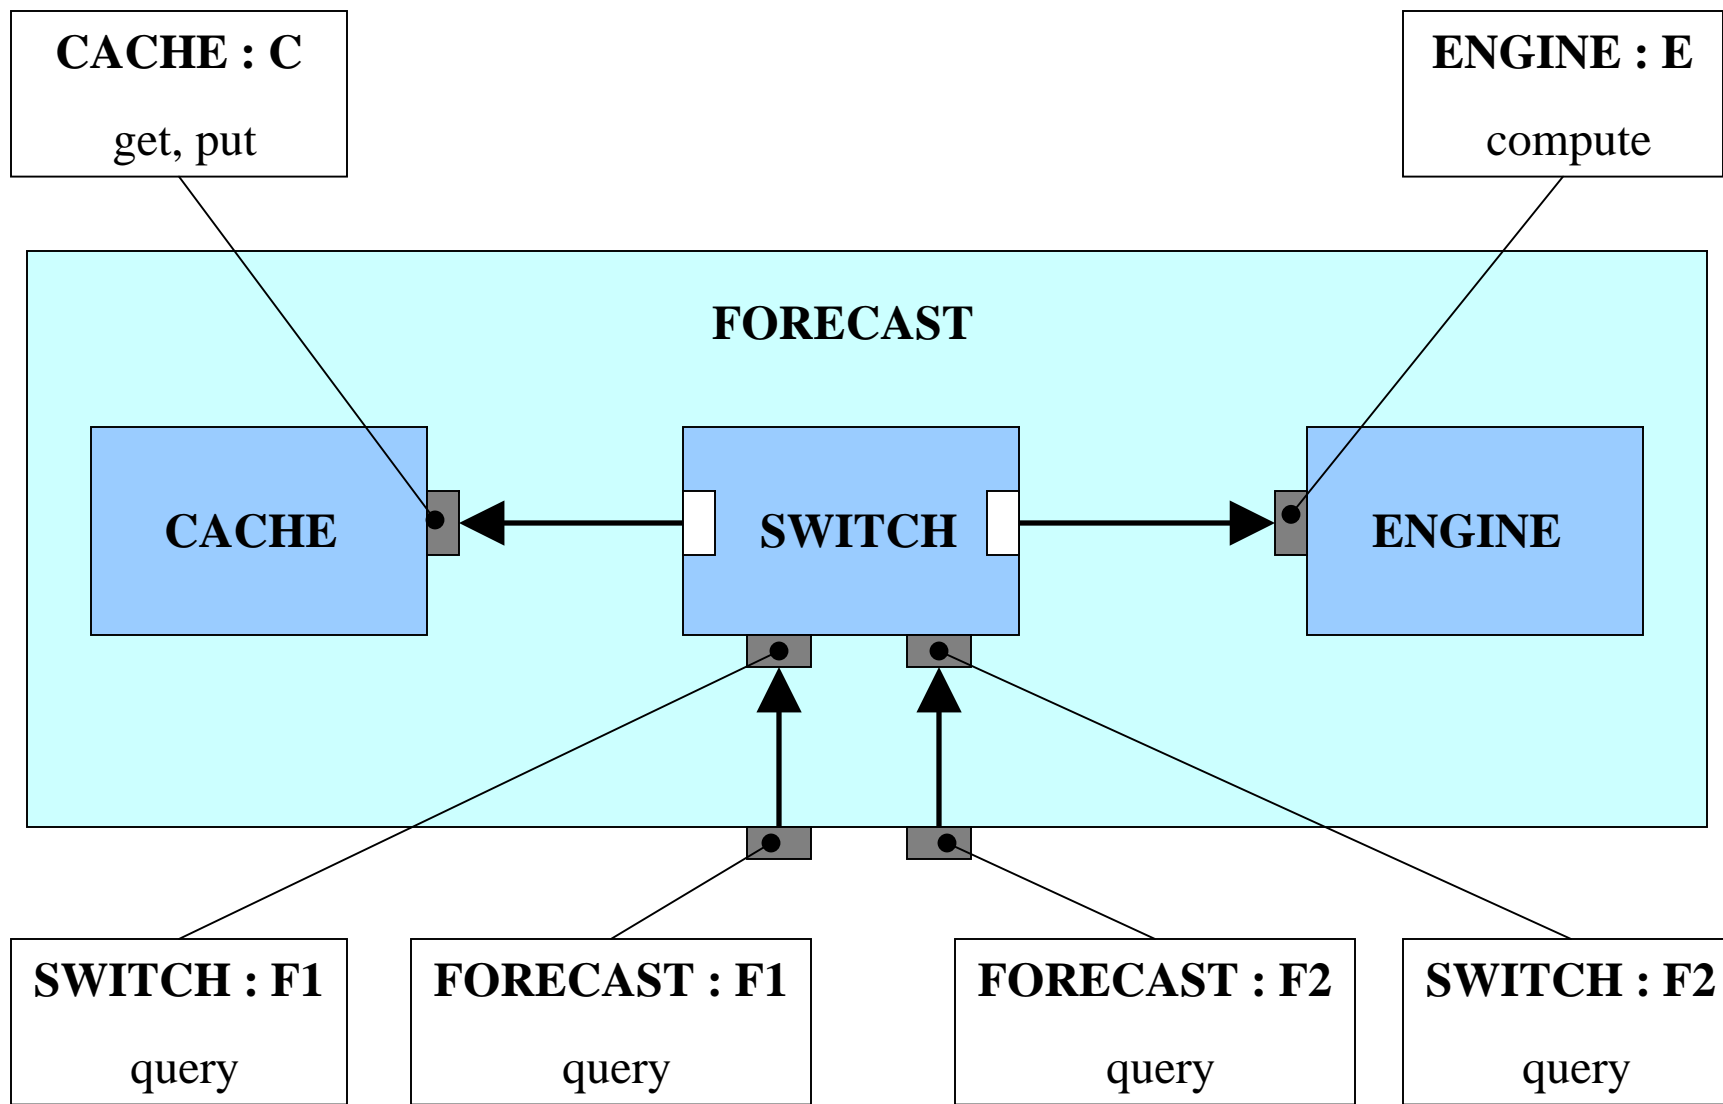 CACHE : C
get, put
ENGINE : E
compute
FORECAST
CACHE
SWITCH
ENGINE
SWITCH : F1
query
FORECAST : F1
query
FORECAST : F2
query
SWITCH : F2
query